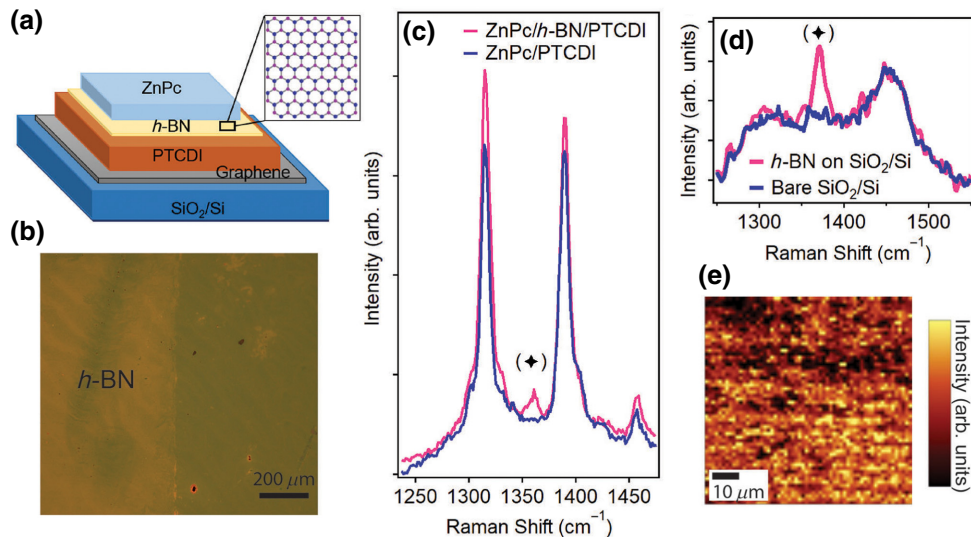 (a)
ZnPc
h-BN
PTCDI
Graphene
SiO₂/Si
(b)
h-BN
200 μm
(c)
ZnPc/h-BN/PTCDI
ZnPc/PTCDI
(✦)
Intensity (arb. units)
1250 1300 1350 1400 1450
Raman Shift (cm⁻¹)
(d)
(✦)
h-BN on SiO₂/Si
Bare SiO₂/Si
Intensity (arb. units)
1300 1400 1500
Raman Shift (cm⁻¹)
(e)
10 μm
Intensity (arb. units)